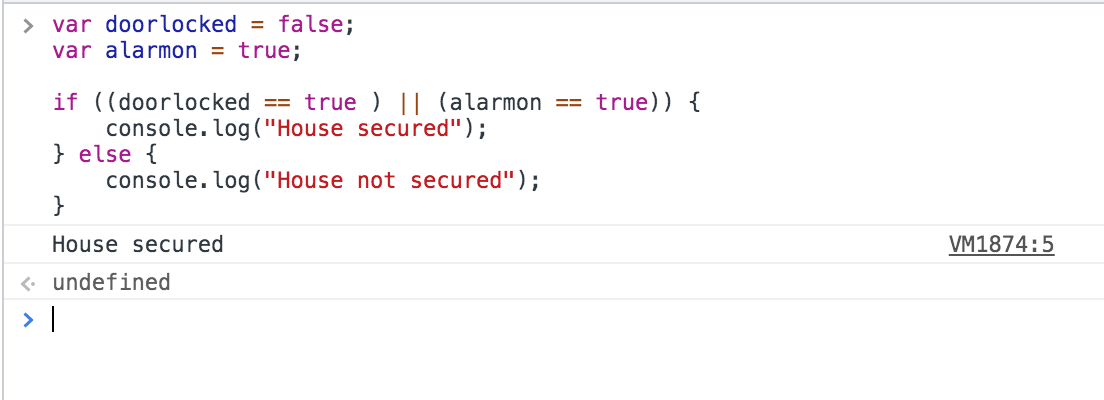 > var doorlocked = false;
var alarmon = true;
if ((doorlocked == true ) || (alarmon == true)) {
console.log("House secured");
} else {
console.log("House not secured");
}
House secured VM1874:5
undefined
>